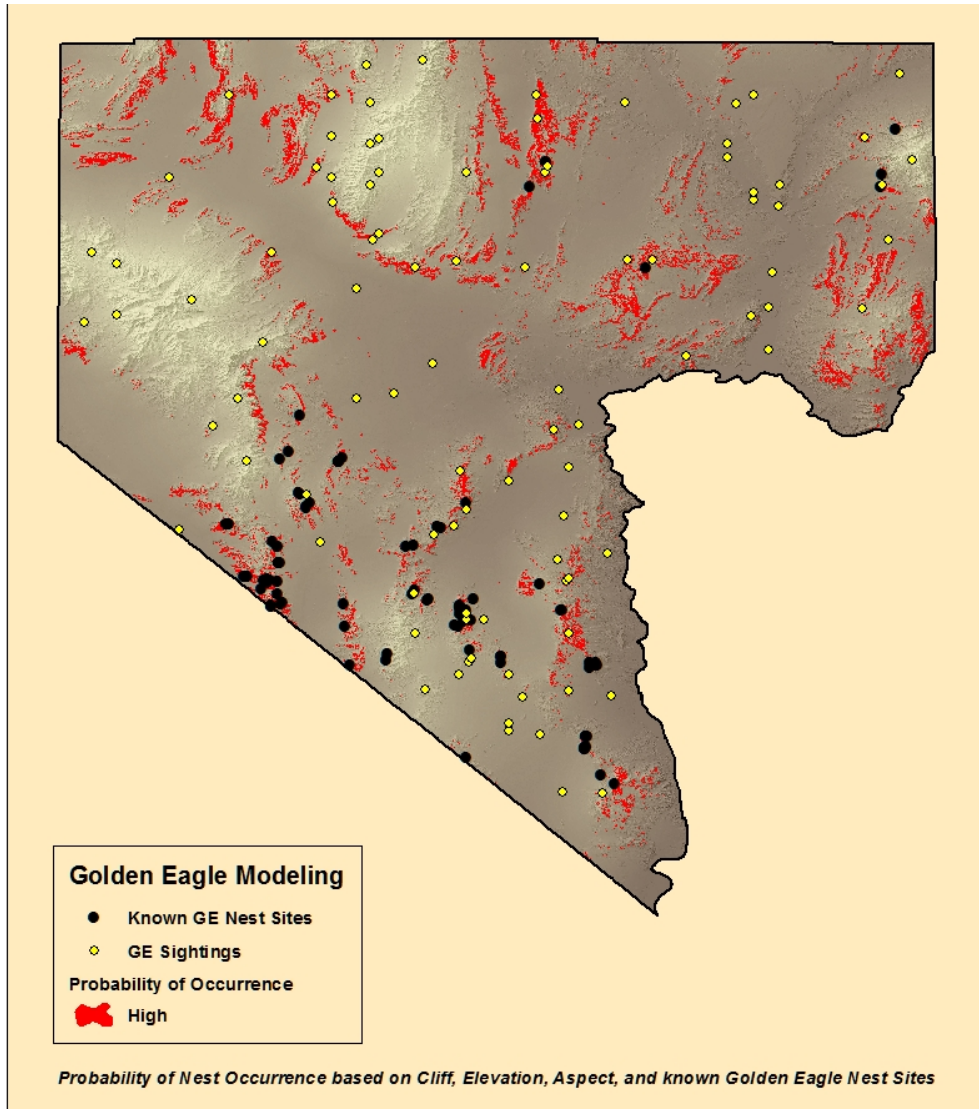 Golden Eagle Modeling
Known GE Nest Sites
GE Sightings
Probability of Occurrence
High
Probability of Nest Occurrence based on Cliff, Elevation, Aspect, and known Golden Eagle Nest Sites